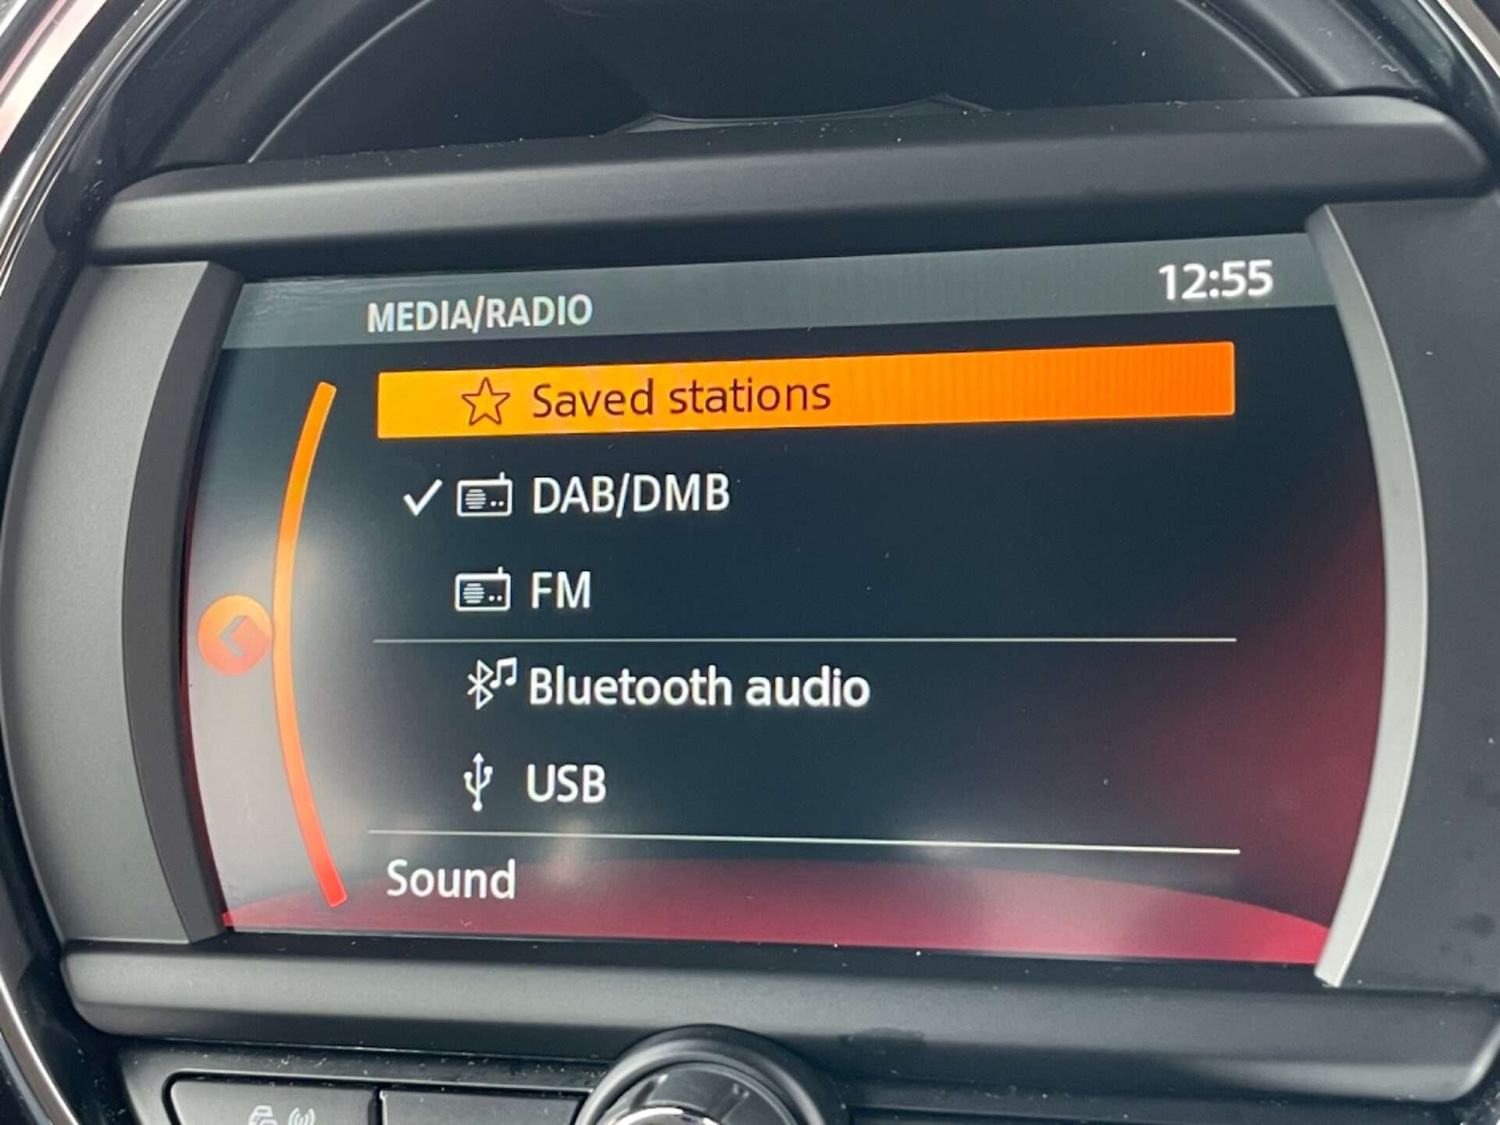 MEDIA/RADIO 12:55
Saved stations
DAB/DMB
FM
Bluetooth audio
USB
Sound